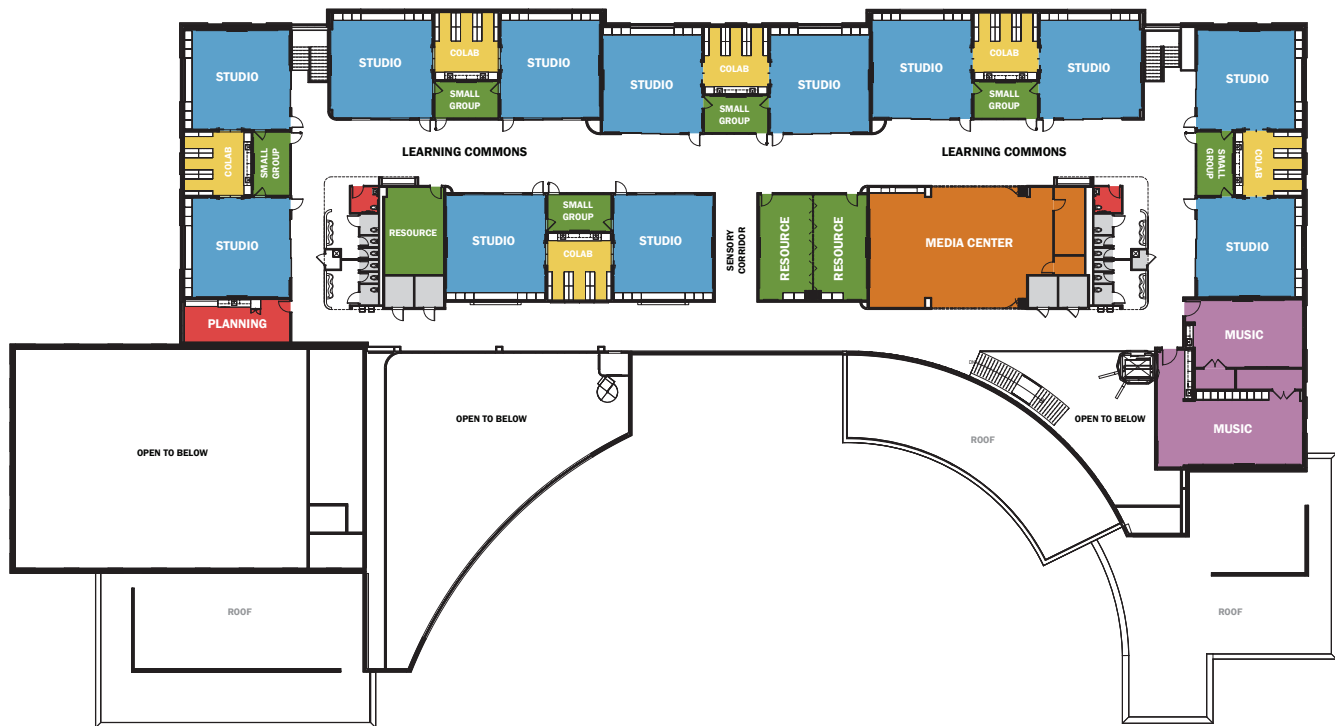 STUDIO
COLAB
STUDIO
STUDIO
COLAB
STUDIO
STUDIO
COLAB
STUDIO
STUDIO
STUDIO
SMALL
GROUP
SMALL
GROUP
SMALL
GROUP
LEARNING COMMONS
LEARNING COMMONS
COLAB
SMALL
GROUP
SMALL
GROUP
COLAB
STUDIO
RESOURCE
STUDIO
SMALL
GROUP
COLAB
STUDIO
SENSORY
CORRIDOR
RESOURCE
RESOURCE
MEDIA CENTER
STUDIO
PLANNING
MUSIC
OPEN TO BELOW
OPEN TO BELOW
ROOF
OPEN TO BELOW
MUSIC
ROOF
ROOF